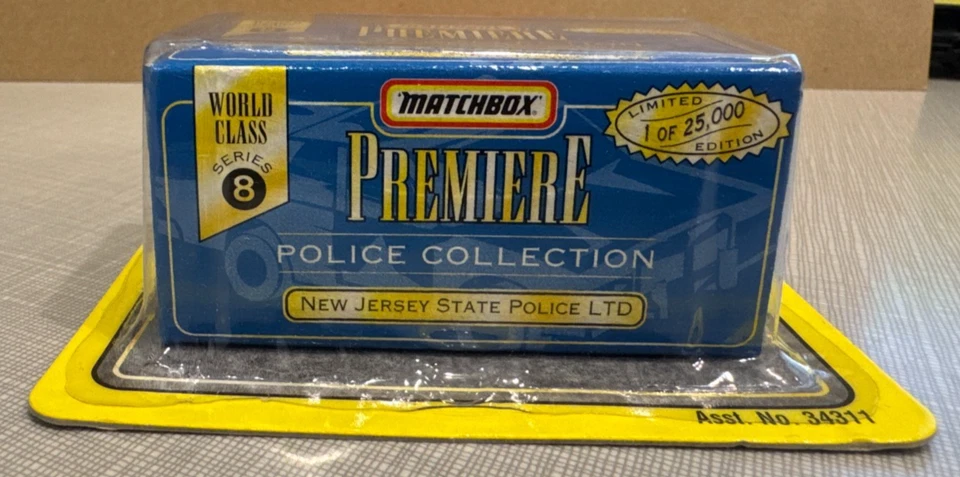 PREMIERE
WORLD
CLASS
SERIES
8
MATCHBOX
LIMITED
1 OF 25,000
EDITION
PREMIERE
POLICE COLLECTION
NEW JERSEY STATE POLICE LTD
Asst. No. 34311